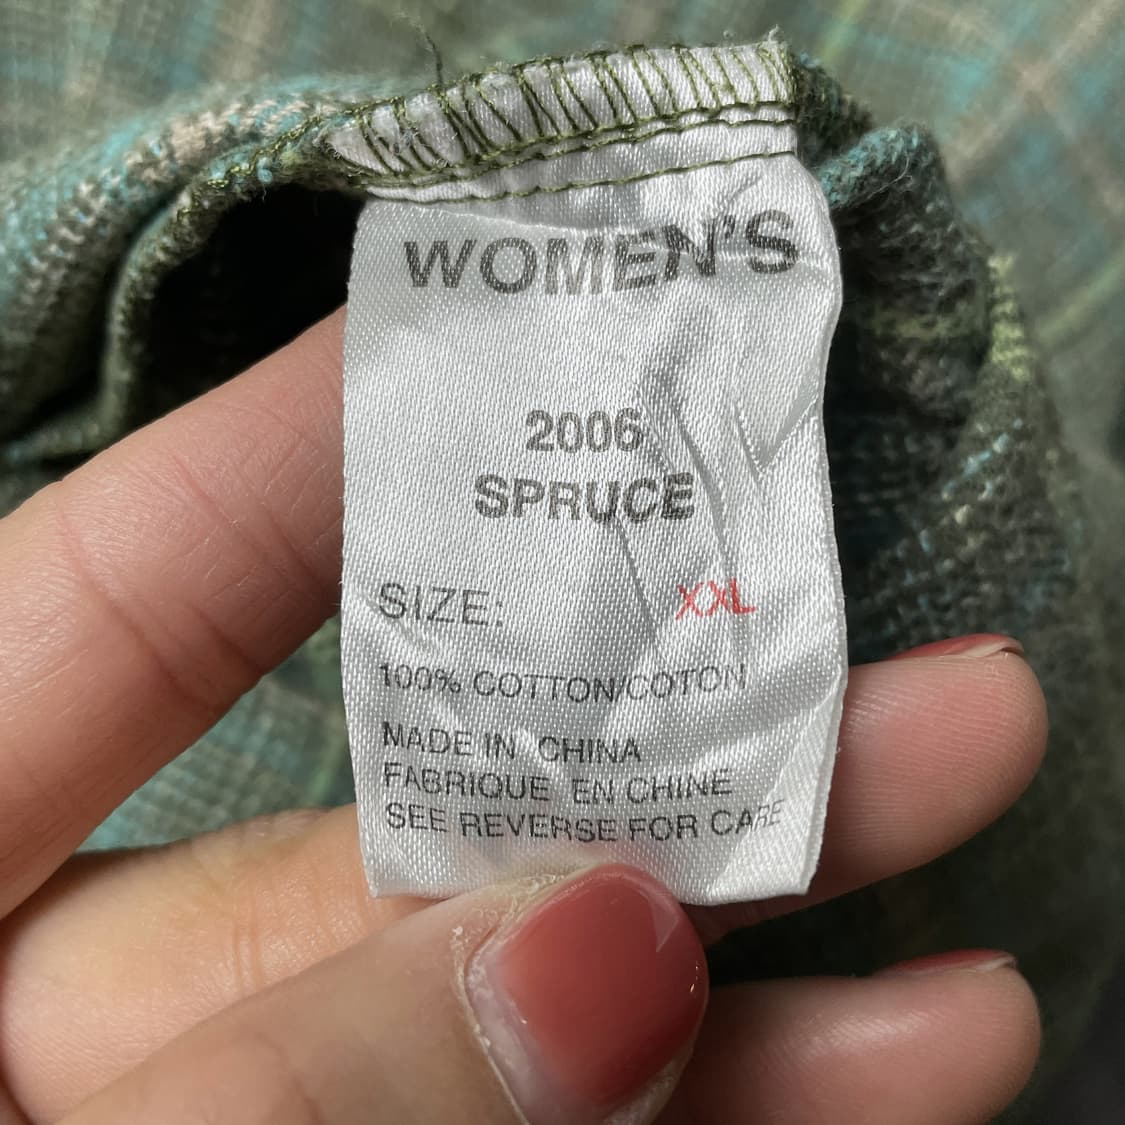 WOMEN'S
2006
SPRUCE
SIZE: XXL
100% COTTON/COTON
MADE IN CHINA
FABRIQUE EN CHINE
SEE REVERSE FOR CARE